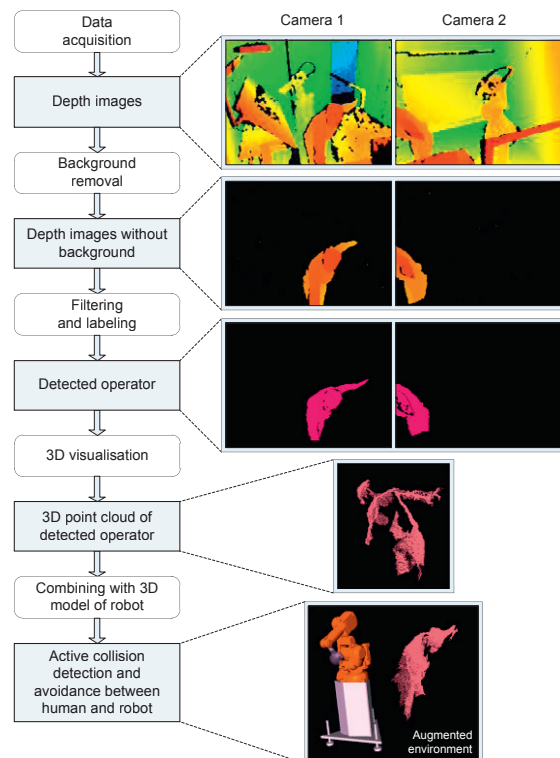 Camera 1
Camera 2
Data
acquisition
Depth images
Background
removal
Depth images without
background
Filtering
and labeling
Detected operator
3D visualisation
3D point cloud of
detected operator
Combining with 3D
model of robot
Active collision
detection and
avoidance between
human and robot
Augmented
environment